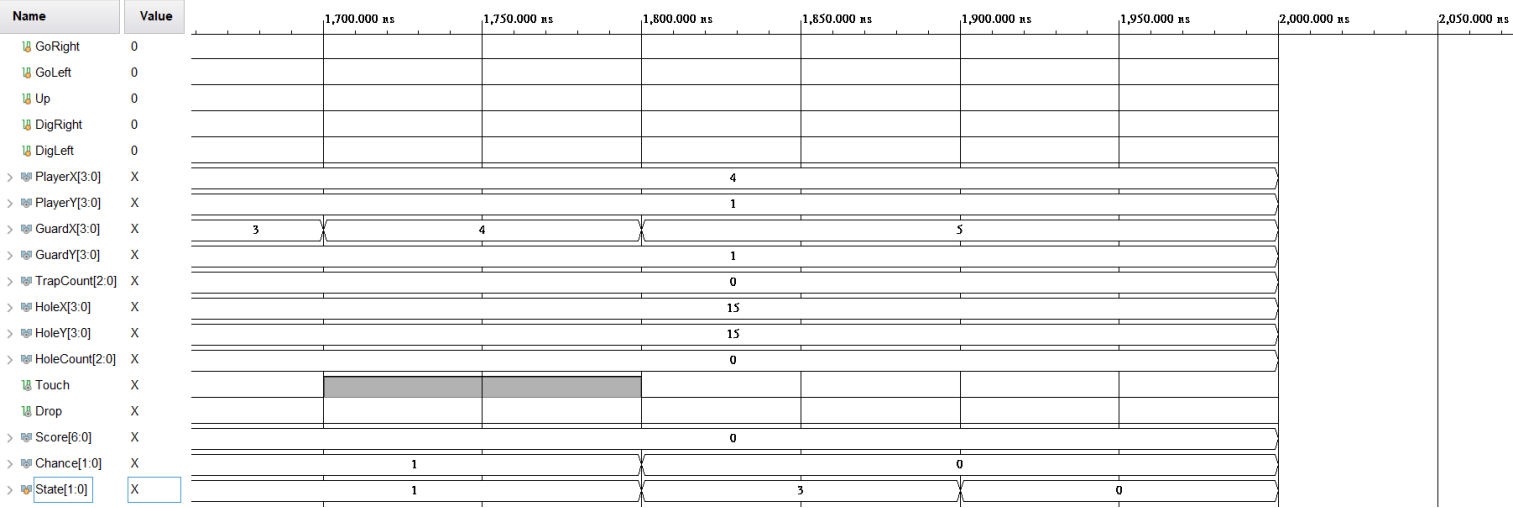 Name Value 1,700.000 ns 1,750.000 ns 1,800.000 ns 1,850.000 ns 1,900.000 ns 1,950.000 ns 2,000.000 ns 2,050.000 ns
GoRight 0
GoLeft 0
Up 0
DigRight 0
DigLeft 0
PlayerX[3:0] X 4
PlayerY[3:0] X 1
GuardX[3:0] X 3 4 5
GuardY[3:0] X 1
TrapCount[2:0] X 0
HoleX[3:0] X 15
HoleY[3:0] X 15
HoleCount[2:0] X 0
Touch X
Drop X
Score[6:0] X 0
Chance[1:0] X 1 0
State[1:0] X 1 3 0